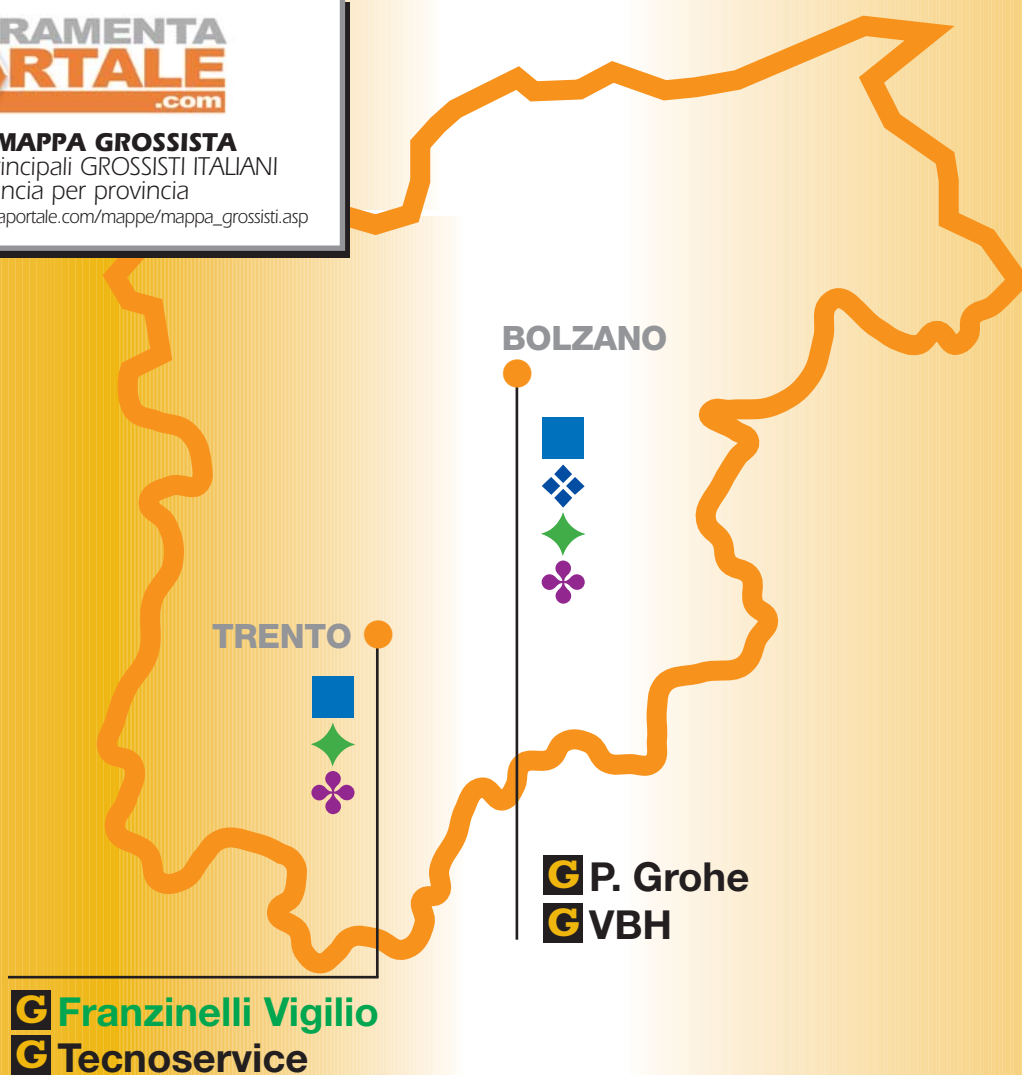 RAMENTA
RTALE
.com
MAPPA GROSSISTA
incipali GROSSISTI ITALIANI
ncia per provincia
aportale.com/mappe/mappa_grossisti.asp
BOLZANO
TRENTO
G P. Grohe
G VBH
G Franzinelli Vigilio
G Tecnoservice